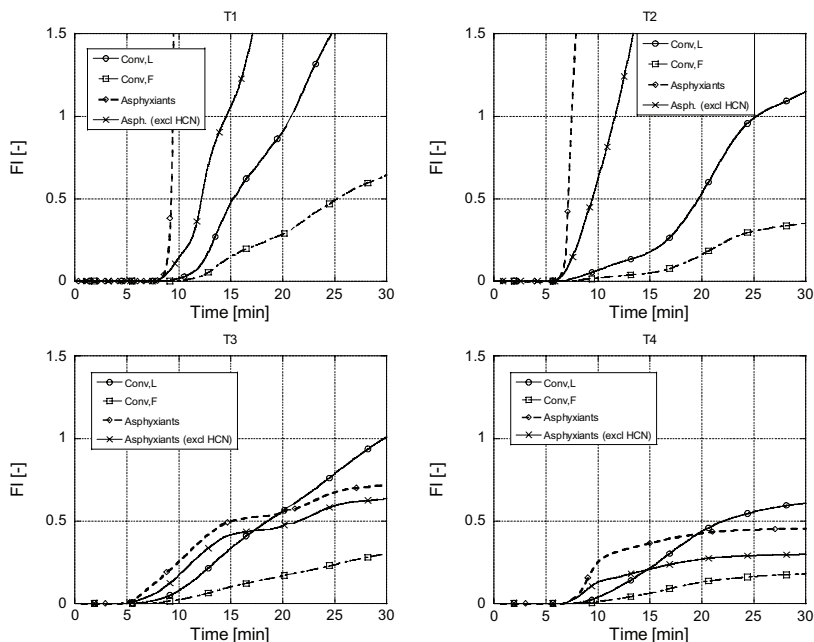 T1
FI [-]
1.5
1
0.5
0
Conv,L
Conv,F
Asphyxiants
Asph. (excl HCN)
0 5 10 15 20 25 30
Time [min]
T2
FI [-]
1.5
1
0.5
0
Conv,L
Conv,F
Asphyxiants
Asph. (excl HCN)
0 5 10 15 20 25 30
Time [min]
T3
FI [-]
1.5
1
0.5
0
Conv,L
Conv,F
Asphyxiants
Asphyxiants (excl HCN)
0 5 10 15 20 25 30
Time [min]
T4
FI [-]
1.5
1
0.5
0
Conv,L
Conv,F
Asphyxiants
Asphyxiants (excl HCN)
0 5 10 15 20 25 30
Time [min]